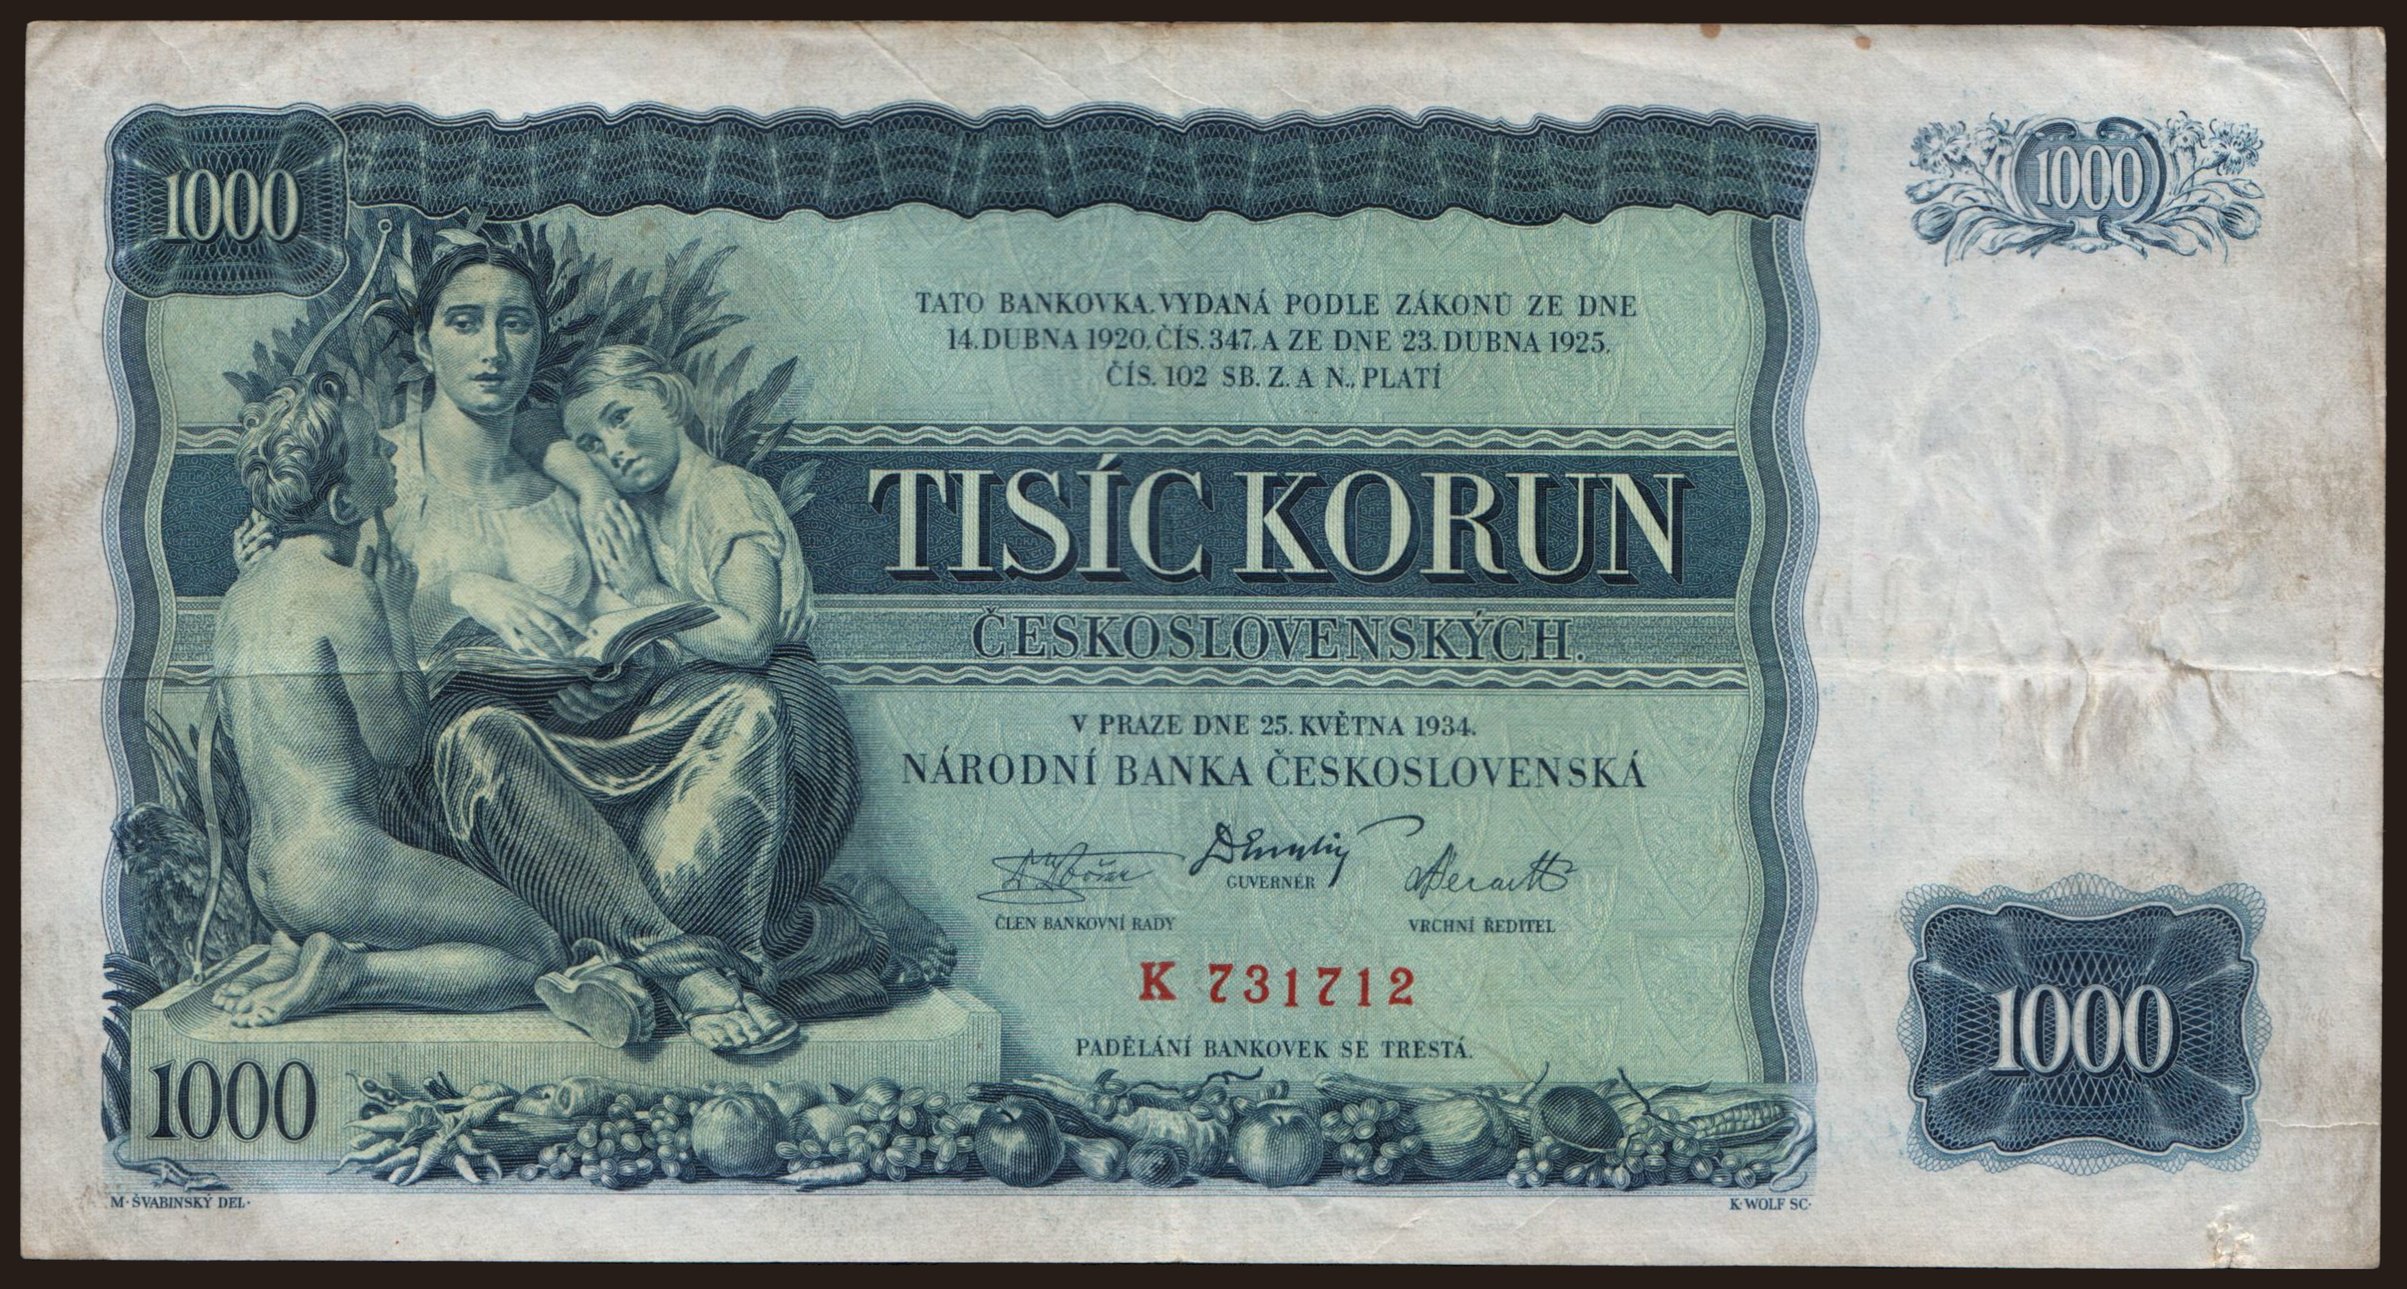 1000
1000
TATO BANKOVKA, VYDANÁ PODLE ZÁKONŮ ZE DNE
14. DUBNA 1920, ČÍS. 347, A ZE DNE 23. DUBNA 1925,
ČÍS. 102 SB. Z. A N., PLATÍ
TISÍC KORUN
ČESKOSLOVENSKÝCH.
V PRAZE DNE 25. KVĚTNA 1934.
NÁRODNÍ BANKA ČESKOSLOVENSKÁ
GUVERNÉR
ČLEN BANKOVNÍ RADY
VRCHNÍ ŘEDITEL
K 731712
PADĚLÁNÍ BANKOVEK SE TRESTÁ.
1000
1000
M·ŠVABINSKÝ DEL·
K·WOLF SC·